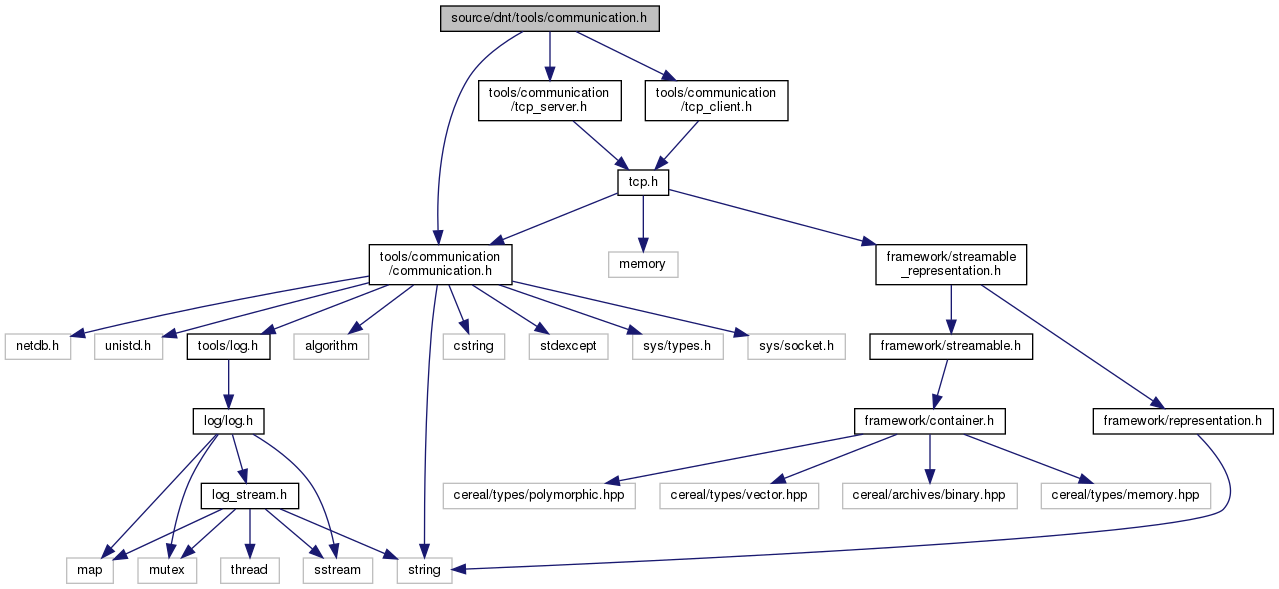 source/dnt/tools/communication.h
tools/communication
/tcp_server.h
tools/communication
/tcp_client.h
tcp.h
tools/communication
/communication.h
memory
framework/streamable
_representation.h
netdb.h
unistd.h
tools/log.h
algorithm
cstring
stdexcept
sys/types.h
sys/socket.h
framework/streamable.h
log/log.h
framework/container.h
framework/representation.h
log_stream.h
cereal/types/polymorphic.hpp
cereal/types/vector.hpp
cereal/archives/binary.hpp
cereal/types/memory.hpp
map
mutex
thread
sstream
string